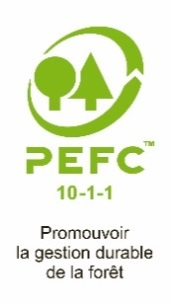 PEFC™
10-1-1
Promouvoir
la gestion durable
de la forêt